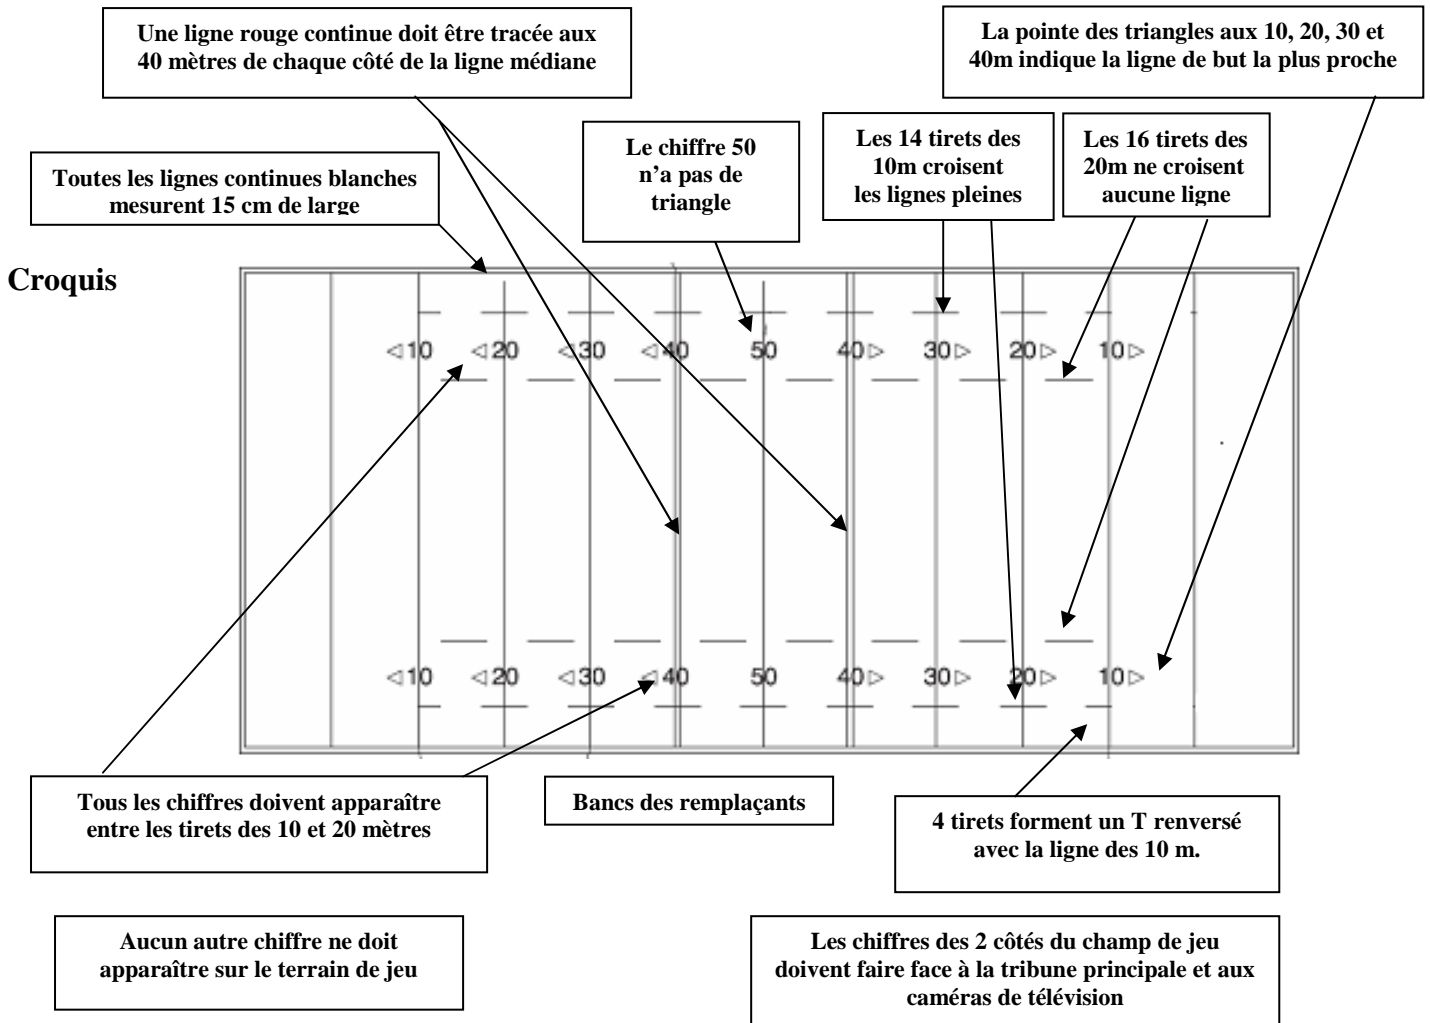 Une ligne rouge continue doit être tracée aux
40 mètres de chaque côté de la ligne médiane
La pointe des triangles aux 10, 20, 30 et
40m indique la ligne de but la plus proche
Toutes les lignes continues blanches
mesurent 15 cm de large
Le chiffre 50
n'a pas de
triangle
Les 14 tirets des
10m croisent
les lignes pleines
Les 16 tirets des
20m ne croisent
aucune ligne
Croquis
◁10 ◁20 ◁30 ◁40 50 40▷ 30▷ 20▷ 10▷
◁10 ◁20 ◁30 ◁40 50 40▷ 30▷ 20▷ 10▷
Tous les chiffres doivent apparaître
entre les tirets des 10 et 20 mètres
Bancs des remplaçants
4 tirets forment un T renversé
avec la ligne des 10 m.
Aucun autre chiffre ne doit
apparaître sur le terrain de jeu
Les chiffres des 2 côtés du champ de jeu
doivent faire face à la tribune principale et aux
caméras de télévision